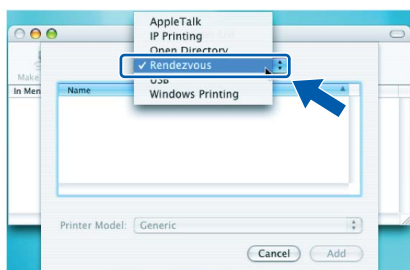 AppleTalk
IP Printing
Open Directory
✓ Rendezvous
USB
Windows Printing
Make
In Men
Name
Printer Model: Generic
Cancel Add